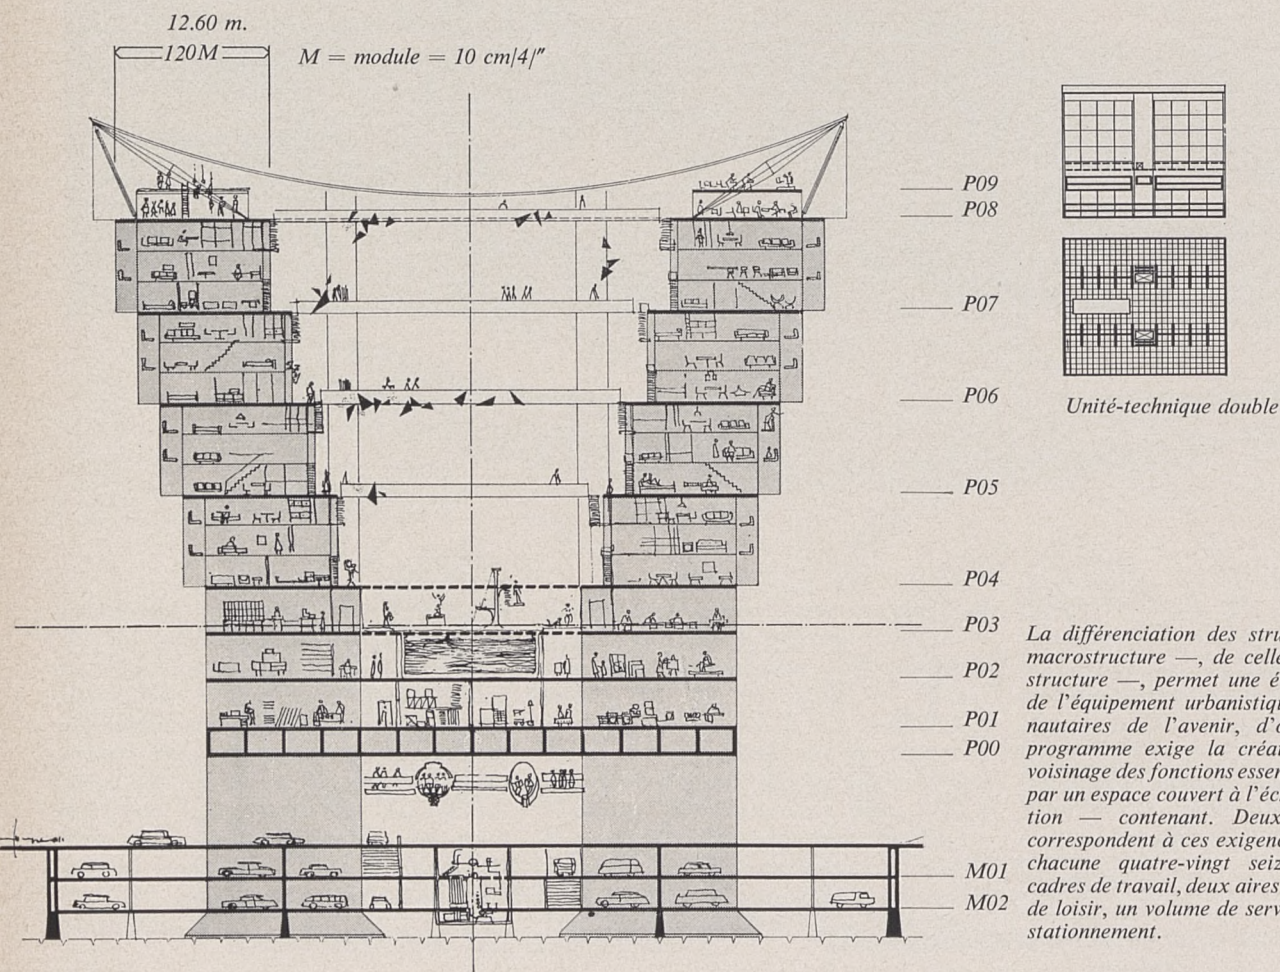 12.60 m.
120M
M = module = 10 cm/4/"
P09
P08
P07
P06
P05
P04
P03
P02
P01
P00
M01
M02
Unité-technique double
La différenciation des stru
macrostructure —, de celle
structure —, permet une é
de l'équipement urbanistiq
nautaires de l'avenir, d'
programme exige la créa
voisinage des fonctions essen
par un espace couvert à l'éc
tion — contenant. Deux
correspondent à ces exigen
chacune quatre-vingt seiz
cadres de travail, deux aires,
de loisir, un volume de serv
stationnement.